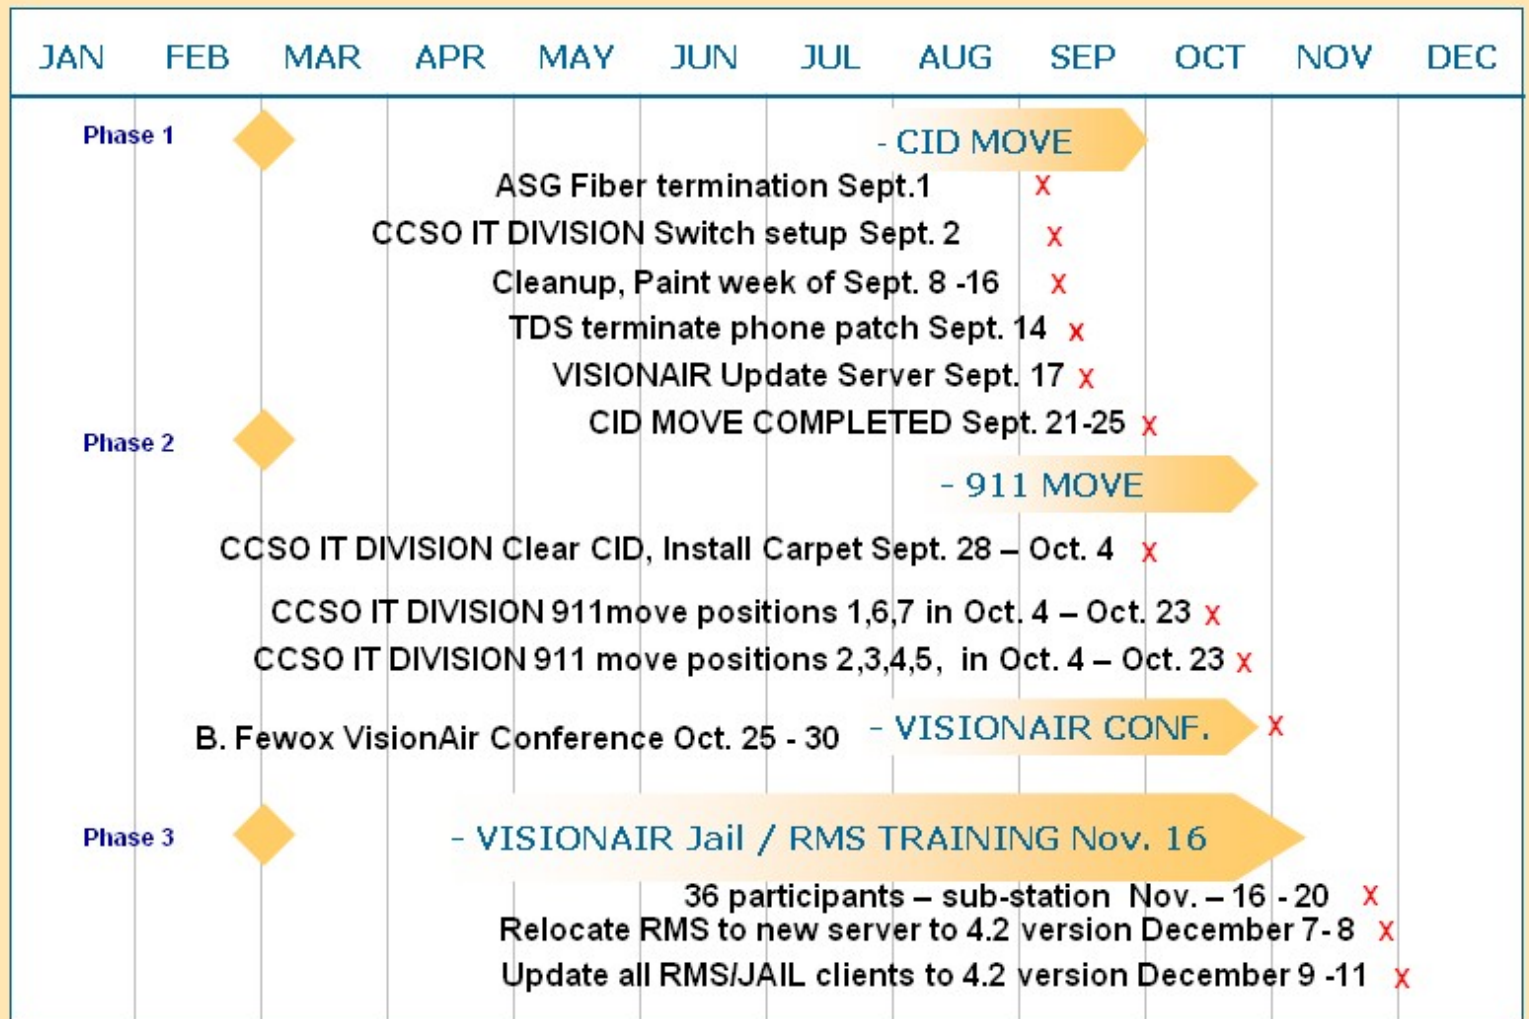 JAN FEB MAR APR MAY JUN JUL AUG SEP OCT NOV DEC
Phase 1
- CID MOVE
ASG Fiber termination Sept.1 X
CCSO IT DIVISION Switch setup Sept. 2 X
Cleanup, Paint week of Sept. 8 -16 X
TDS terminate phone patch Sept. 14 X
VISIONAIR Update Server Sept. 17 X
CID MOVE COMPLETED Sept. 21-25 X
Phase 2
- 911 MOVE
CCSO IT DIVISION Clear CID, Install Carpet Sept. 28 – Oct. 4 X
CCSO IT DIVISION 911move positions 1,6,7 in Oct. 4 – Oct. 23 X
CCSO IT DIVISION 911 move positions 2,3,4,5, in Oct. 4 – Oct. 23 X
B. Fewox VisionAir Conference Oct. 25 - 30 - VISIONAIR CONF. X
Phase 3
- VISIONAIR Jail / RMS TRAINING Nov. 16
36 participants – sub-station Nov. – 16 - 20 X
Relocate RMS to new server to 4.2 version December 7- 8 X
Update all RMS/JAIL clients to 4.2 version December 9 -11 X